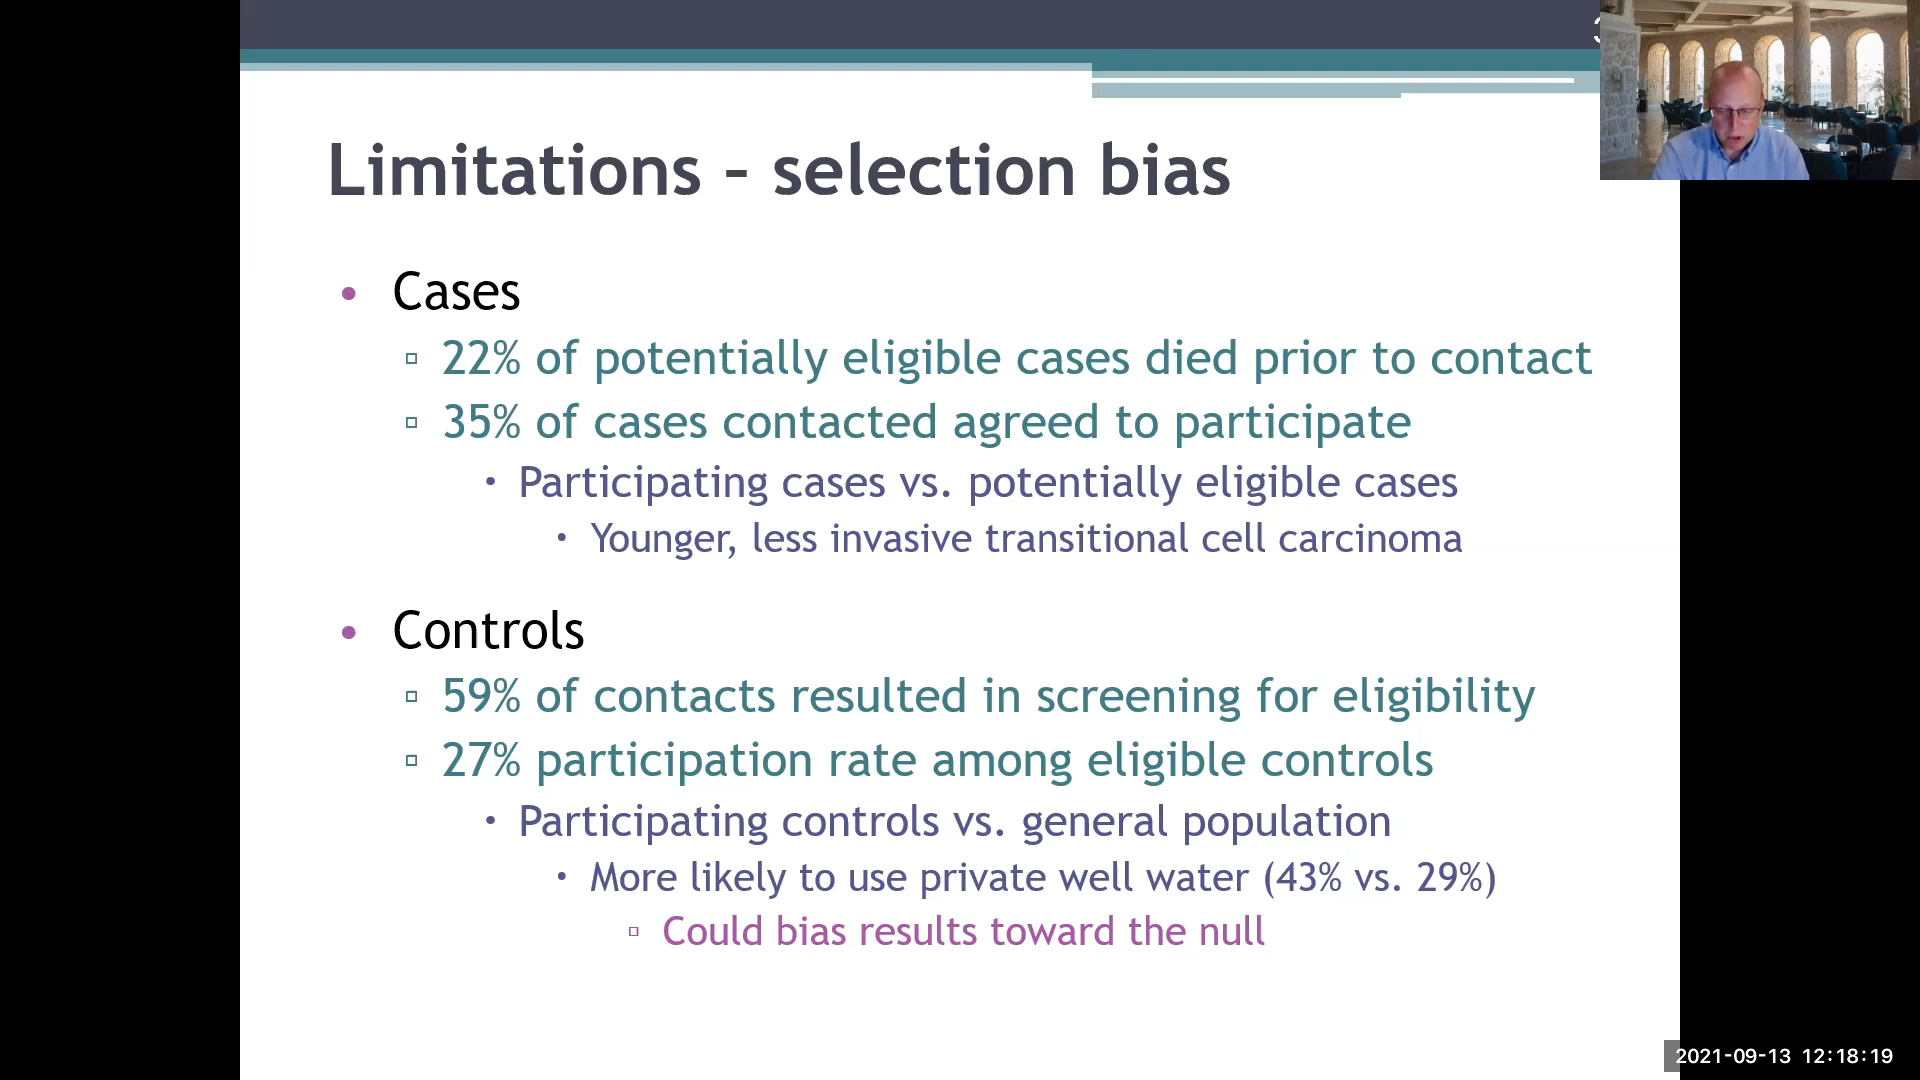 Limitations – selection bias
• Cases
▫ 22% of potentially eligible cases died prior to contact
▫ 35% of cases contacted agreed to participate
• Participating cases vs. potentially eligible cases
• Younger, less invasive transitional cell carcinoma
• Controls
▫ 59% of contacts resulted in screening for eligibility
▫ 27% participation rate among eligible controls
• Participating controls vs. general population
• More likely to use private well water (43% vs. 29%)
▫ Could bias results toward the null
2021-09-13 12:18:19